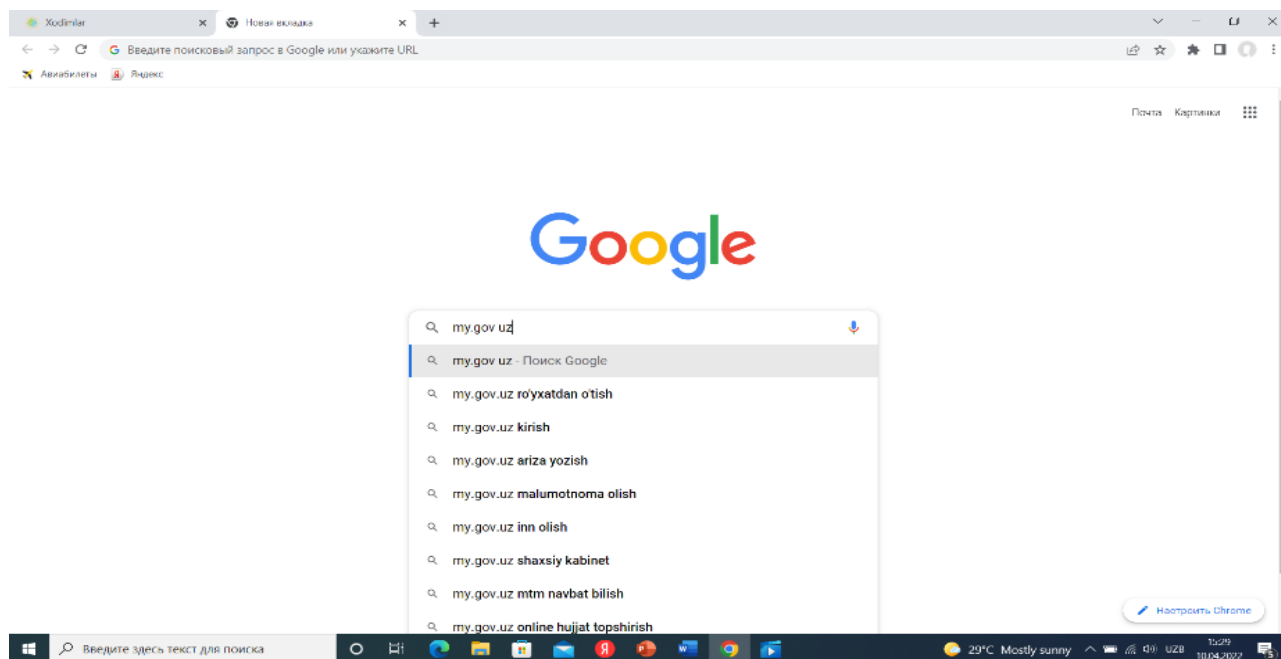 Xodimlar
Новая вкладка
Введите поисковый запрос в Google или укажите URL
Авиабилеты Яндекс
Почта Картинки
Google
my.gov uz
my.gov uz - Поиск Google
my.gov.uz ro'yxatdan o'tish
my.gov.uz kirish
my.gov.uz ariza yozish
my.gov.uz malumotnoma olish
my.gov.uz inn olish
my.gov.uz shaxsiy kabinet
my.gov.uz mtm navbat bilish
my.gov.uz online hujjat topshirish
Настроить Chrome
Введите здесь текст для поиска
29°C Mostly sunny
UZB
15:29
10.04.2022